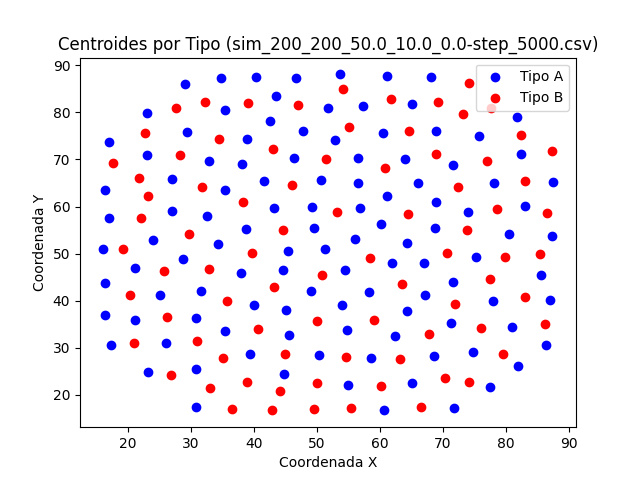 Centroides por Tipo (sim_200_200_50.0_10.0_0.0-step_5000.csv)
Tipo A
Tipo B
90
80
70
60
50
40
30
20
Coordenada Y
20 30 40 50 60 70 80 90
Coordenada X